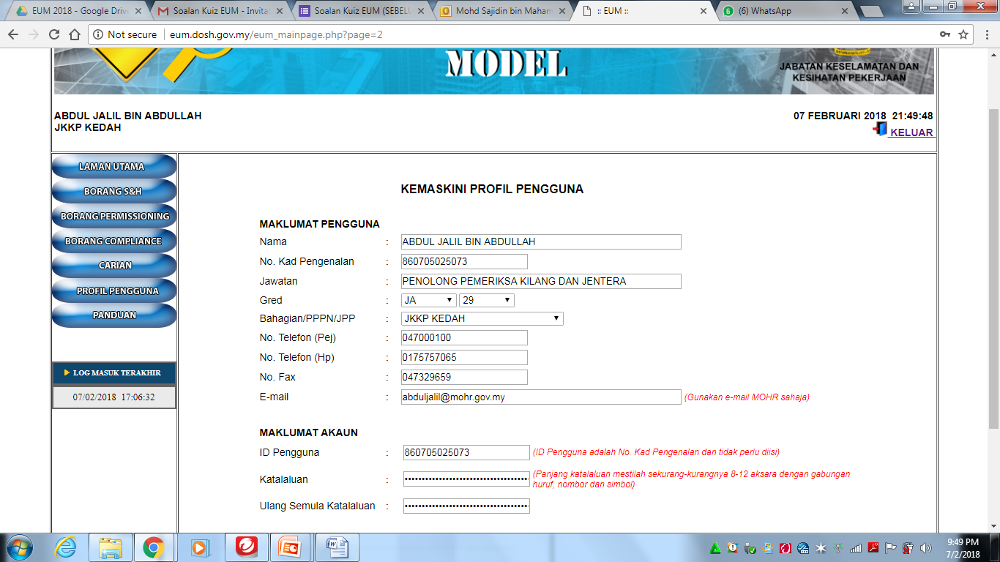 EUM 2018 - Google Drive
Soalan Kuiz EUM - Invitat
Soalan Kuiz EUM (SEBELU
Mohd Sajidin bin Maham
:: EUM ::
(6) WhatsApp
Not secure
eum.dosh.gov.my/eum_mainpage.php?page=2
MODEL
JABATAN KESELAMATAN DAN
KESIHATAN PEKERJAAN
ABDUL JALIL BIN ABDULLAH
JKKP KEDAH
07 FEBRUARI 2018 21:49:48
KELUAR
LAMAN UTAMA
BORANG S&H
BORANG PERMISSIONING
BORANG COMPLIANCE
CARIAN
PROFIL PENGGUNA
PANDUAN
LOG MASUK TERAKHIR
07/02/2018 17:06:32
KEMASKINI PROFIL PENGGUNA
MAKLUMAT PENGGUNA
Nama : ABDUL JALIL BIN ABDULLAH
No. Kad Pengenalan : 860705025073
Jawatan : PENOLONG PEMERIKSA KILANG DAN JENTERA
Gred : JA 29
Bahagian/PPPN/JPP : JKKP KEDAH
No. Telefon (Pej) : 047000100
No. Telefon (Hp) : 0175757065
No. Fax : 047329659
E-mail : abduljalil@mohr.gov.my (Gunakan e-mail MOHR sahaja)
MAKLUMAT AKAUN
ID Pengguna : 860705025073 (ID Pengguna adalah No. Kad Pengenalan dan tidak perlu diisi)
Katalaluan : (Panjang katalaluan mestilah sekurang-kurangnya 8-12 aksara dengan gabungan
huruf, nombor dan simbol)
Ulang Semula Katalaluan :
9:49 PM
7/2/2018